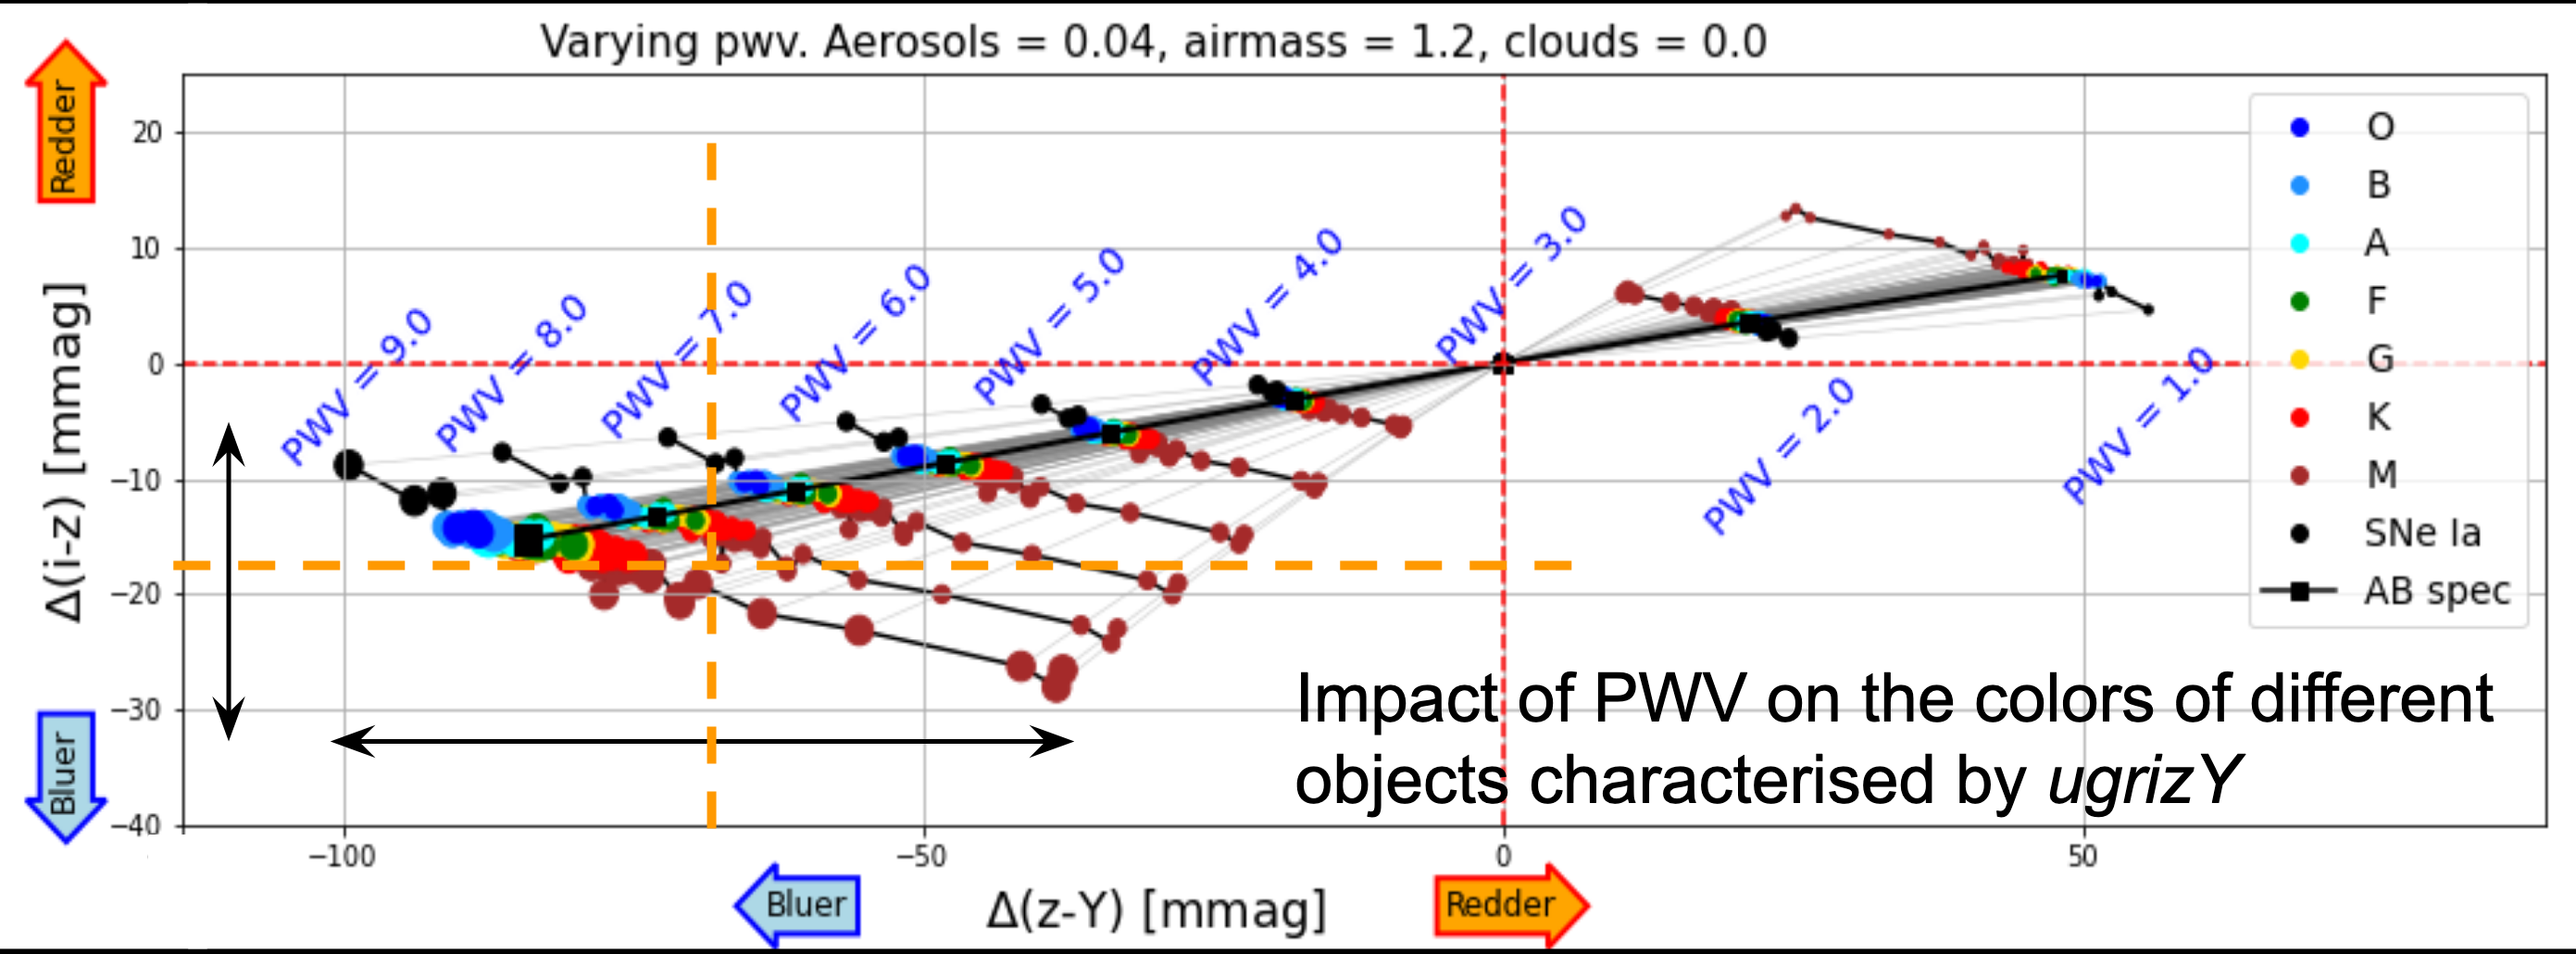 Varying pwv. Aerosols = 0.04, airmass = 1.2, clouds = 0.0
Redder
Δ(i-z) [mmag]
Bluer
20
10
0
−10
−20
−30
−40
PWV = 9.0
PWV = 8.0
PWV = 7.0
PWV = 6.0
PWV = 5.0
PWV = 4.0
PWV = 3.0
PWV = 2.0
PWV = 1.0
O
B
A
F
G
K
M
SNe Ia
AB spec
Impact of PWV on the colors of different
objects characterised by ugrizY
−100
−50
0
50
Bluer
Δ(z-Y) [mmag]
Redder